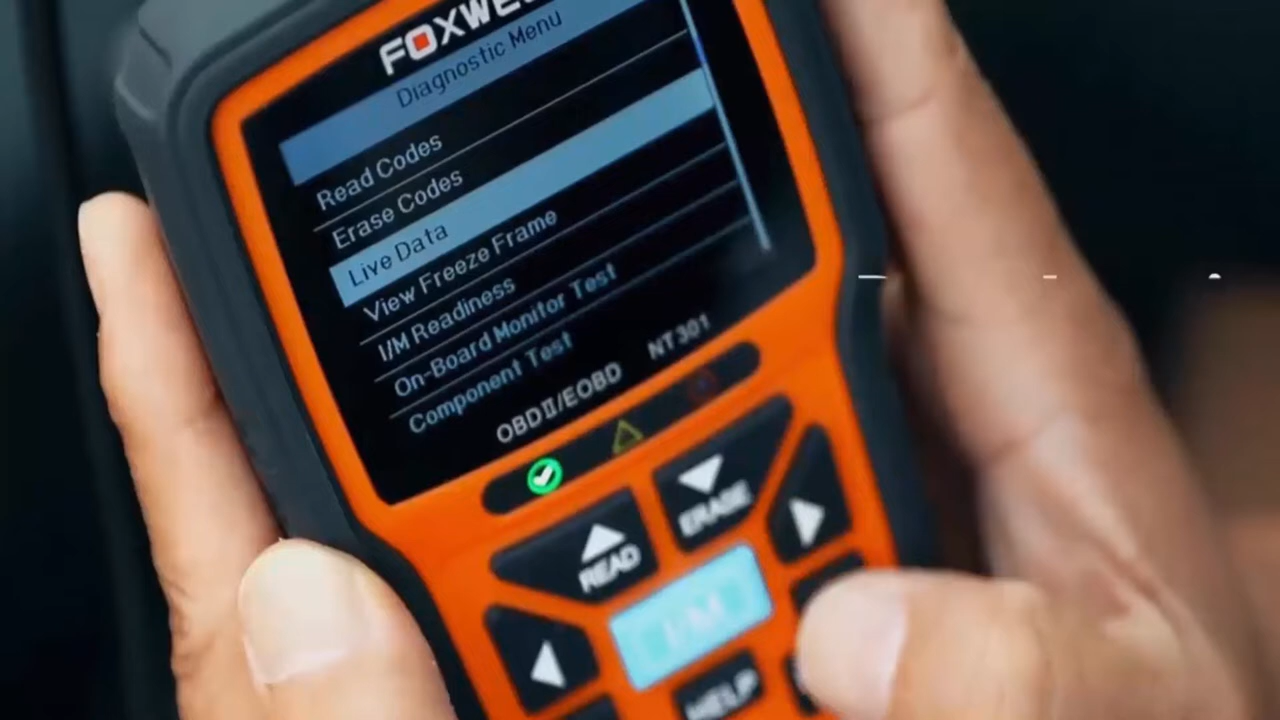 FOXWE
Diagnostic Menu
Read Codes
Erase Codes
Live Data
View Freeze Frame
I/M Readiness
On-Board Monitor Test
Component Test
OBDII/EOBD NT301
READ
ERASE
I/M
HELP